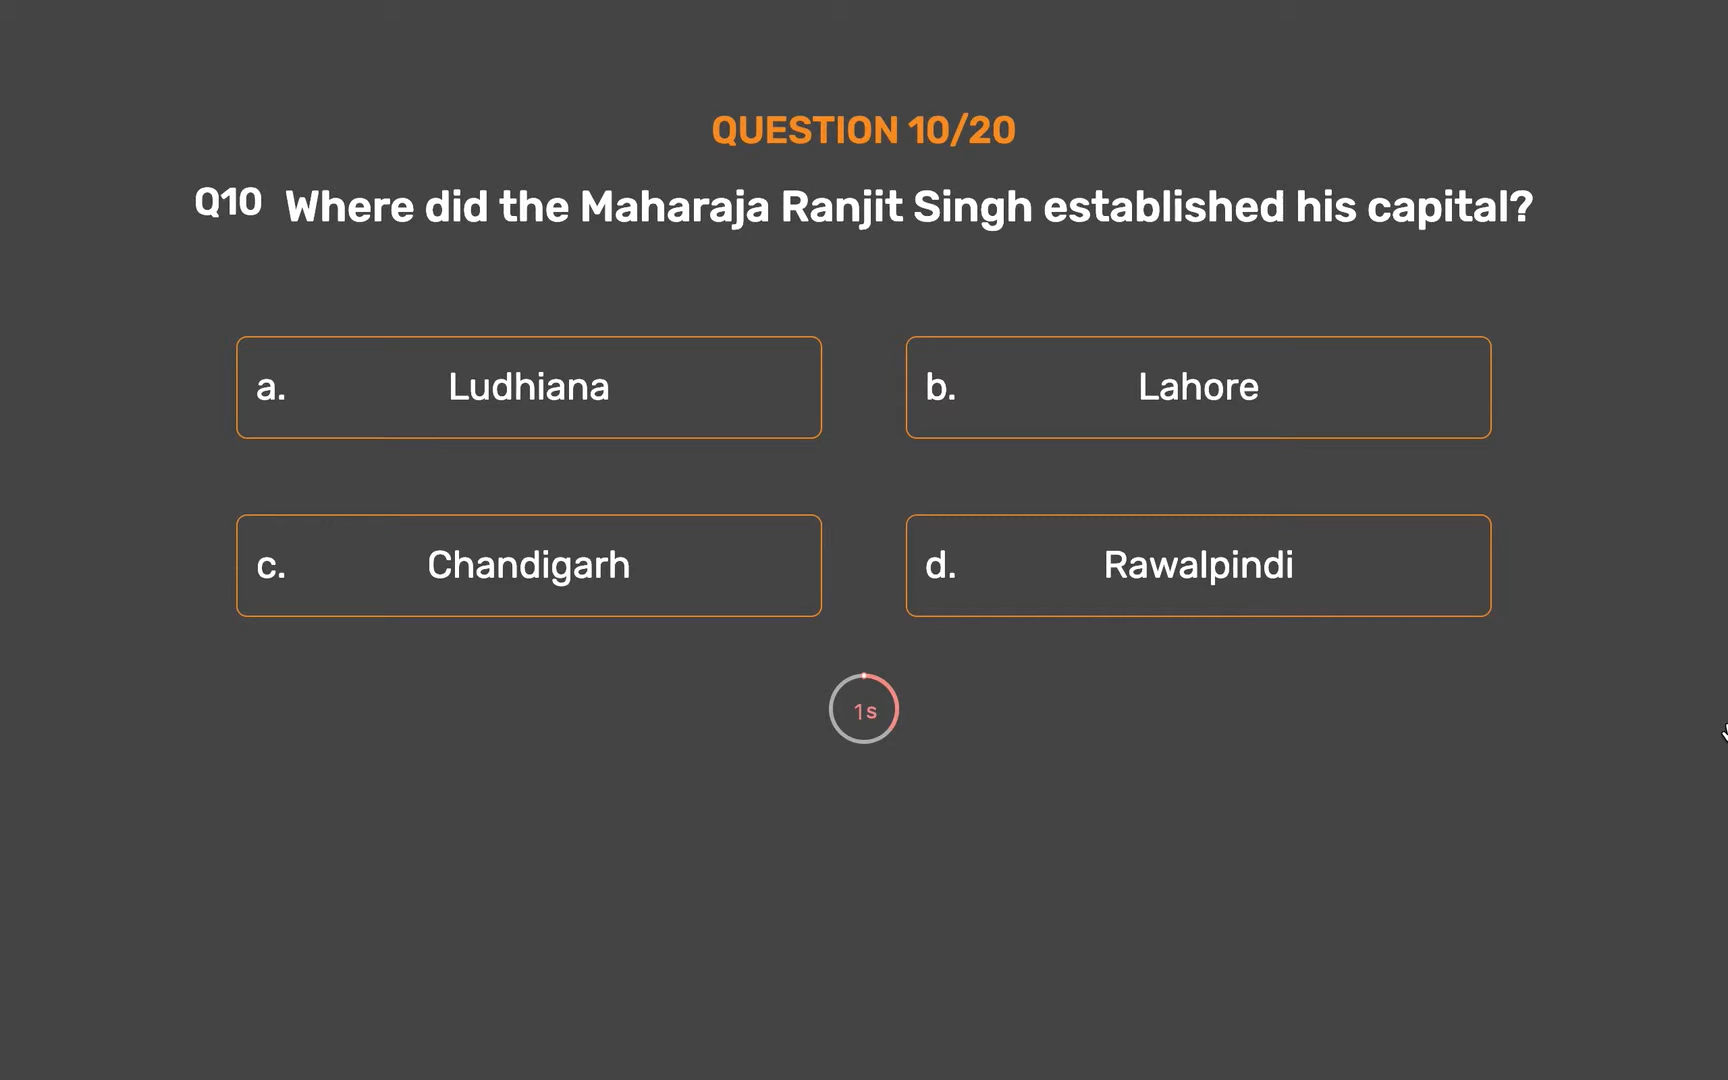 QUESTION 10/20
Q10 Where did the Maharaja Ranjit Singh established his capital?
a. Ludhiana
b. Lahore
c. Chandigarh
d. Rawalpindi
1s